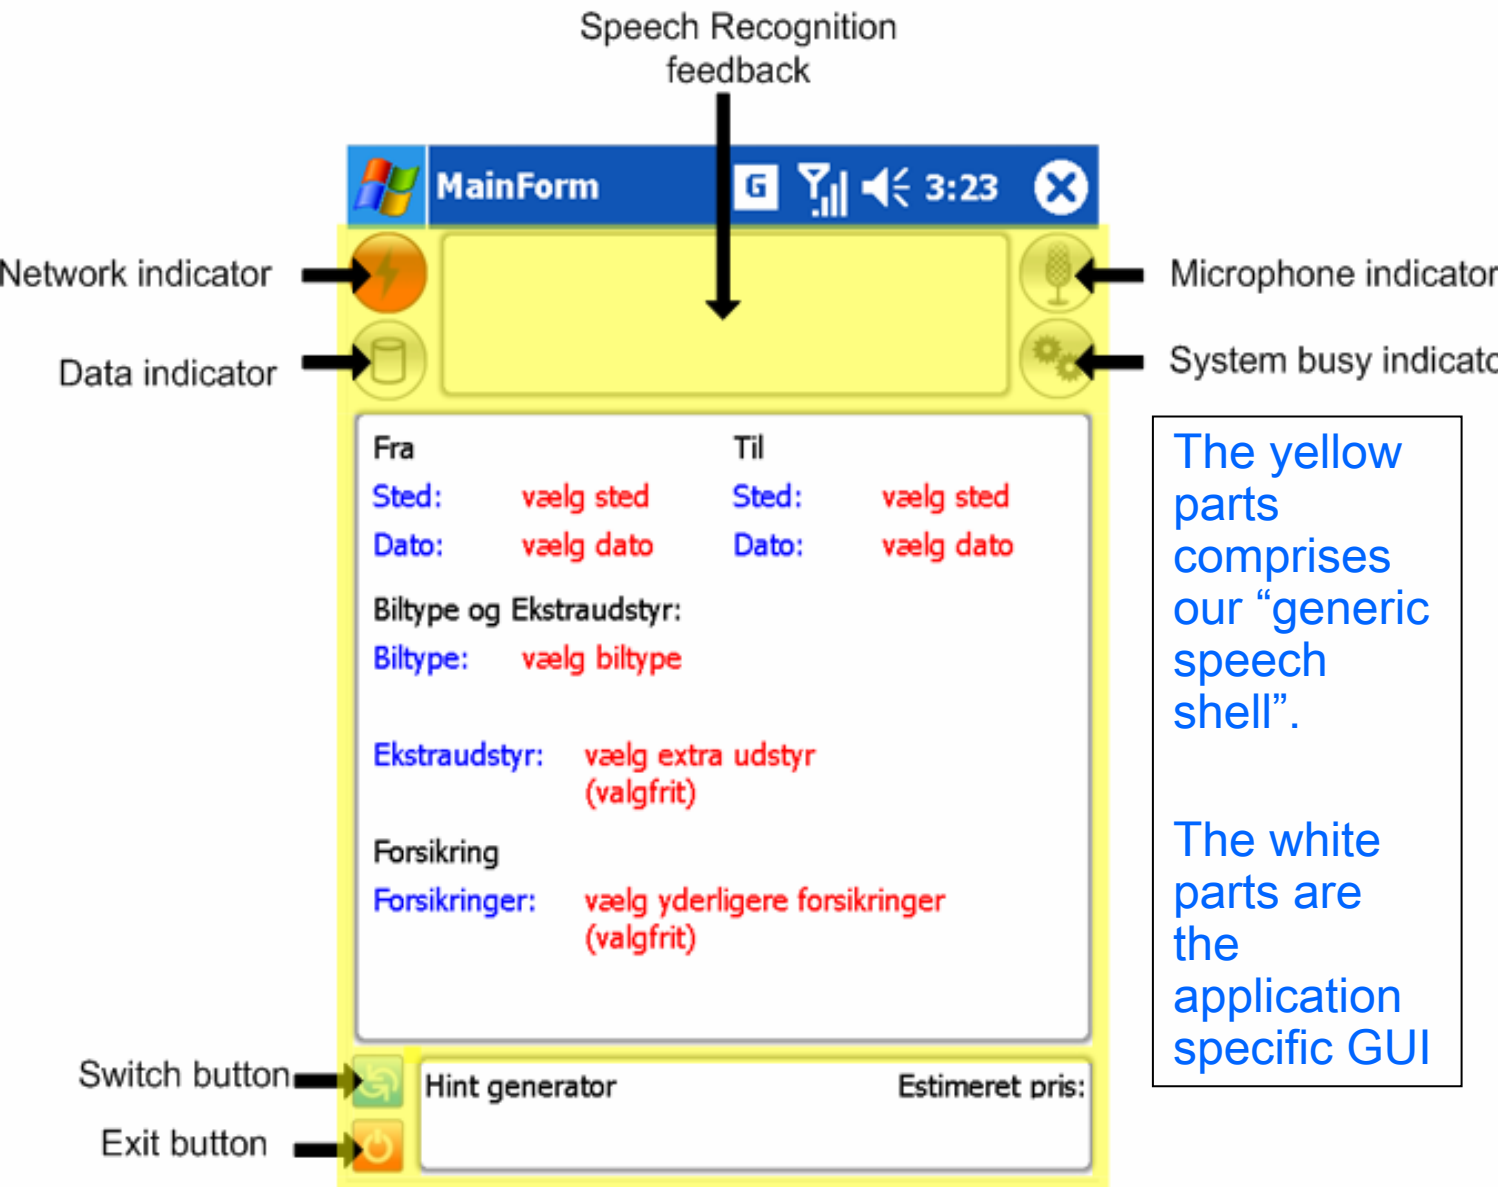 Speech Recognition
feedback
MainForm G 3:23
Network indicator
Microphone indicator
Data indicator
System busy indicato
Fra Til
Sted: vælg sted Sted: vælg sted
Dato: vælg dato Dato: vælg dato
Biltype og Ekstraudstyr:
Biltype: vælg biltype
Ekstraudstyr: vælg extra udstyr
(valgfrit)
Forsikring
Forsikringer: vælg yderligere forsikringer
(valgfrit)
The yellow
parts
comprises
our “generic
speech
shell”.
The white
parts are
the
application
specific GUI
Switch button
Hint generator Estimeret pris:
Exit button